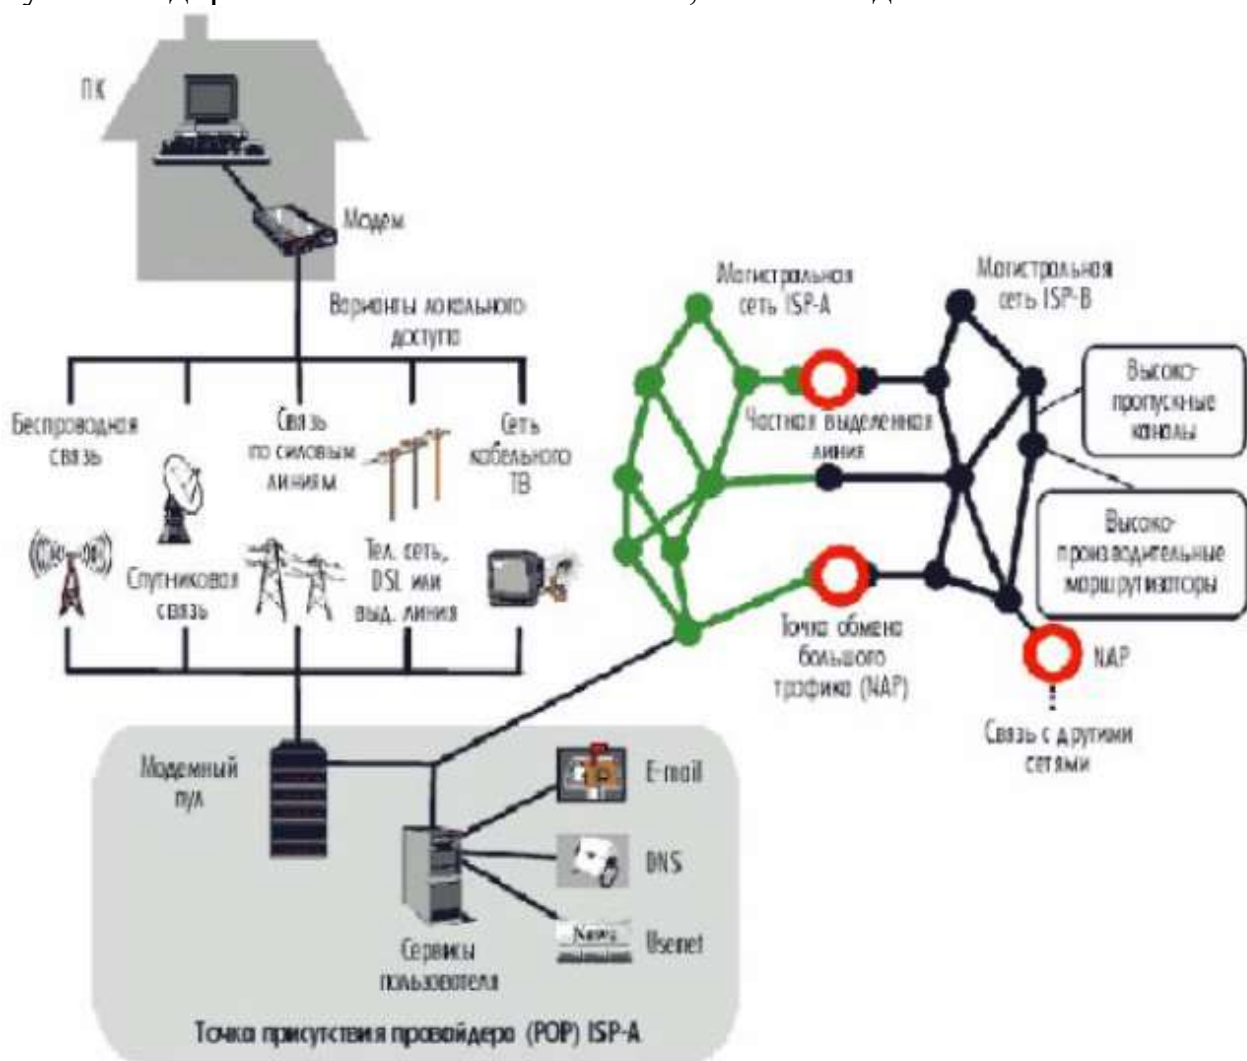 ПК
Модем
Варианты локального
доступа
Беспроводная
связь
Спутниковая
связь
Связь
по силовым
линиям
Тел. сеть,
DSL или
выд. линия
Сеть
кабельного
ТВ
Магистральная
сеть ISP-A
Магистральная
сеть ISP-B
Частная выделенная
линия
Высоко-
пропускные
каналы
Высоко-
производительные
маршрутизаторы
Точка обмена
большого
трафика (NAP)
NAP
Связь с другими
сетями
Модемный
пул
E-mail
DNS
News
Usenet
Сервисы
пользователя
Точка присутствия провайдера (POP) ISP-A